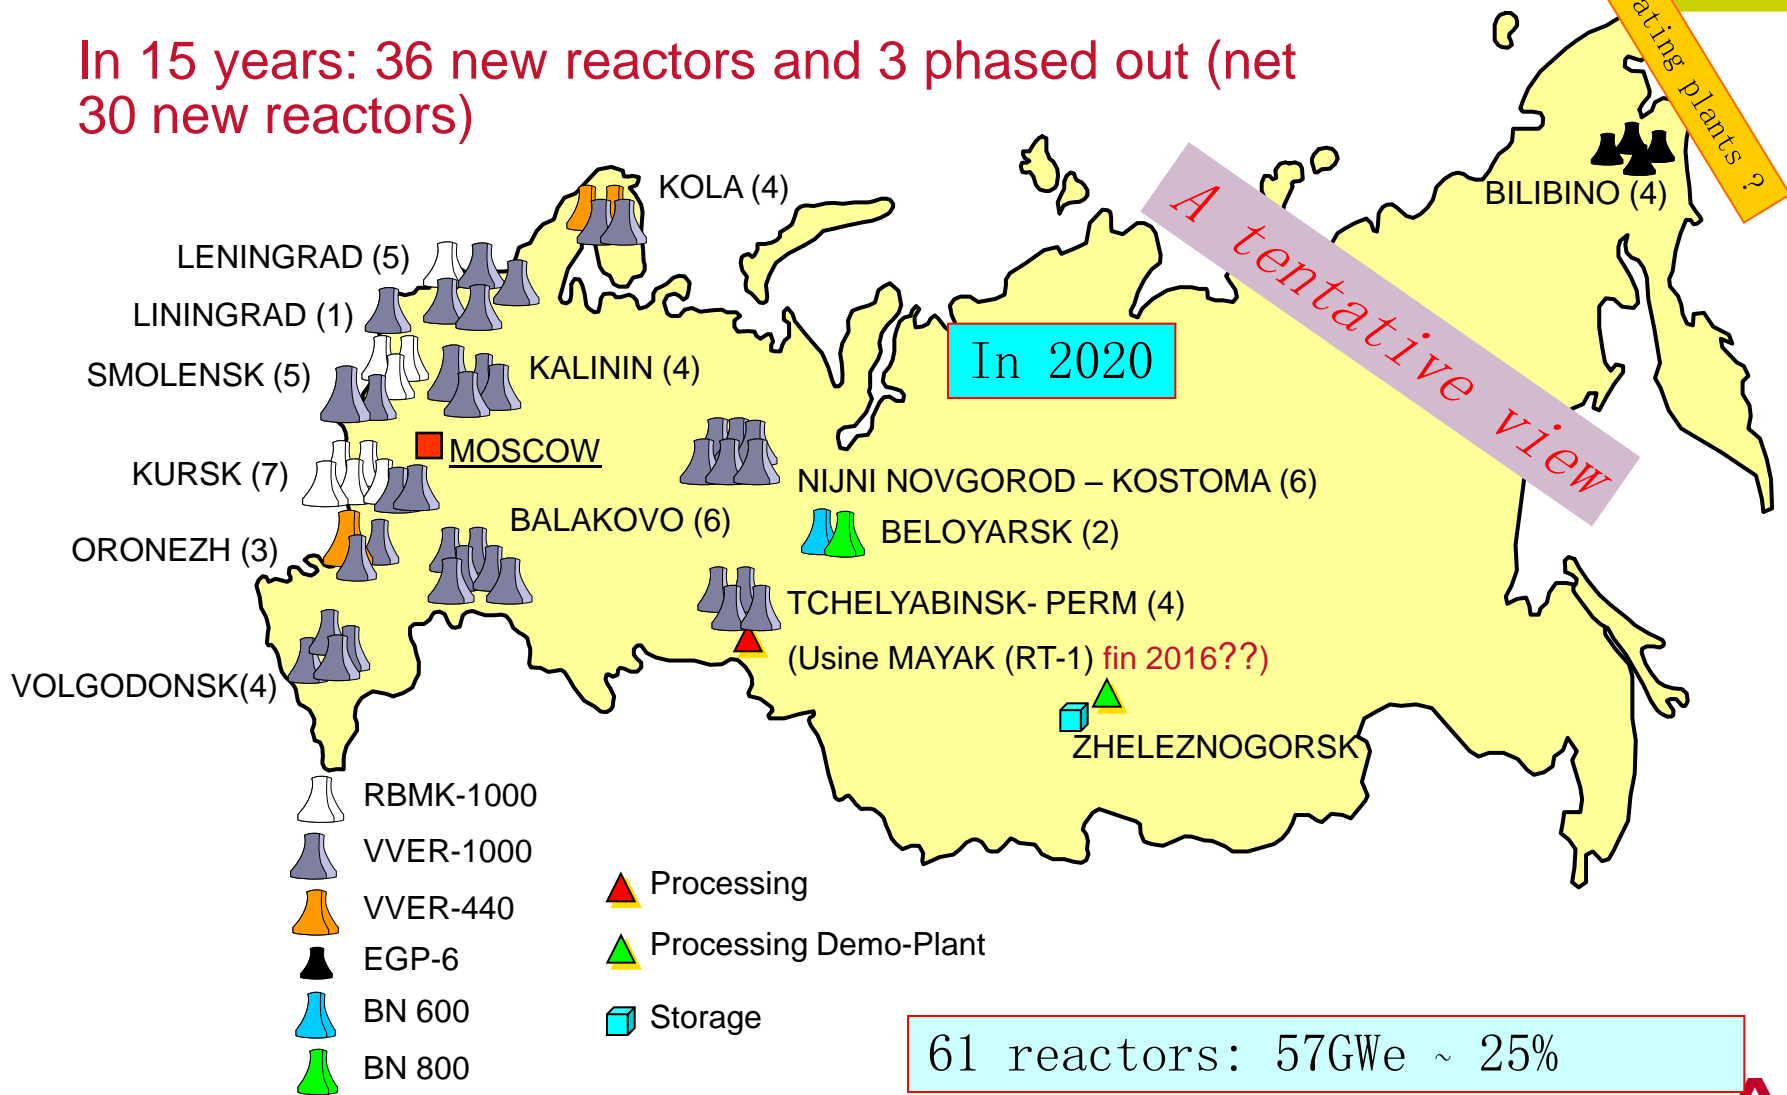 In 15 years: 36 new reactors and 3 phased out (net
30 new reactors)
plants ?
KOLA (4)
BILIBINO (4)
A tentative view
LENINGRAD (5)
LININGRAD (1)
In 2020
SMOLENSK (5)
KALININ (4)
MOSCOW
KURSK (7)
NIJNI NOVGOROD – KOSTOMA (6)
BALAKOVO (6)
BELOYARSK (2)
ORONEZH (3)
TCHELYABINSK- PERM (4)
(Usine MAYAK (RT-1) fin 2016??)
VOLGODONSK(4)
ZHELEZNOGORSK
RBMK-1000
VVER-1000
VVER-440
EGP-6
BN 600
BN 800
Processing
Processing Demo-Plant
Storage
61 reactors: 57GWe ~ 25%